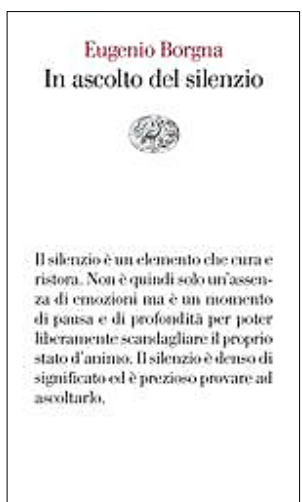 Eugenio Borgna
In ascolto del silenzio
Il silenzio è un elemento che cura e
ristora. Non è quindi solo un'assen-
za di emozioni ma è un momento
di pausa e di profondità per poter
liberamente scandagliare il proprio
stato d'animo. Il silenzio è denso di
significato ed è prezioso provare ad
ascoltarlo.